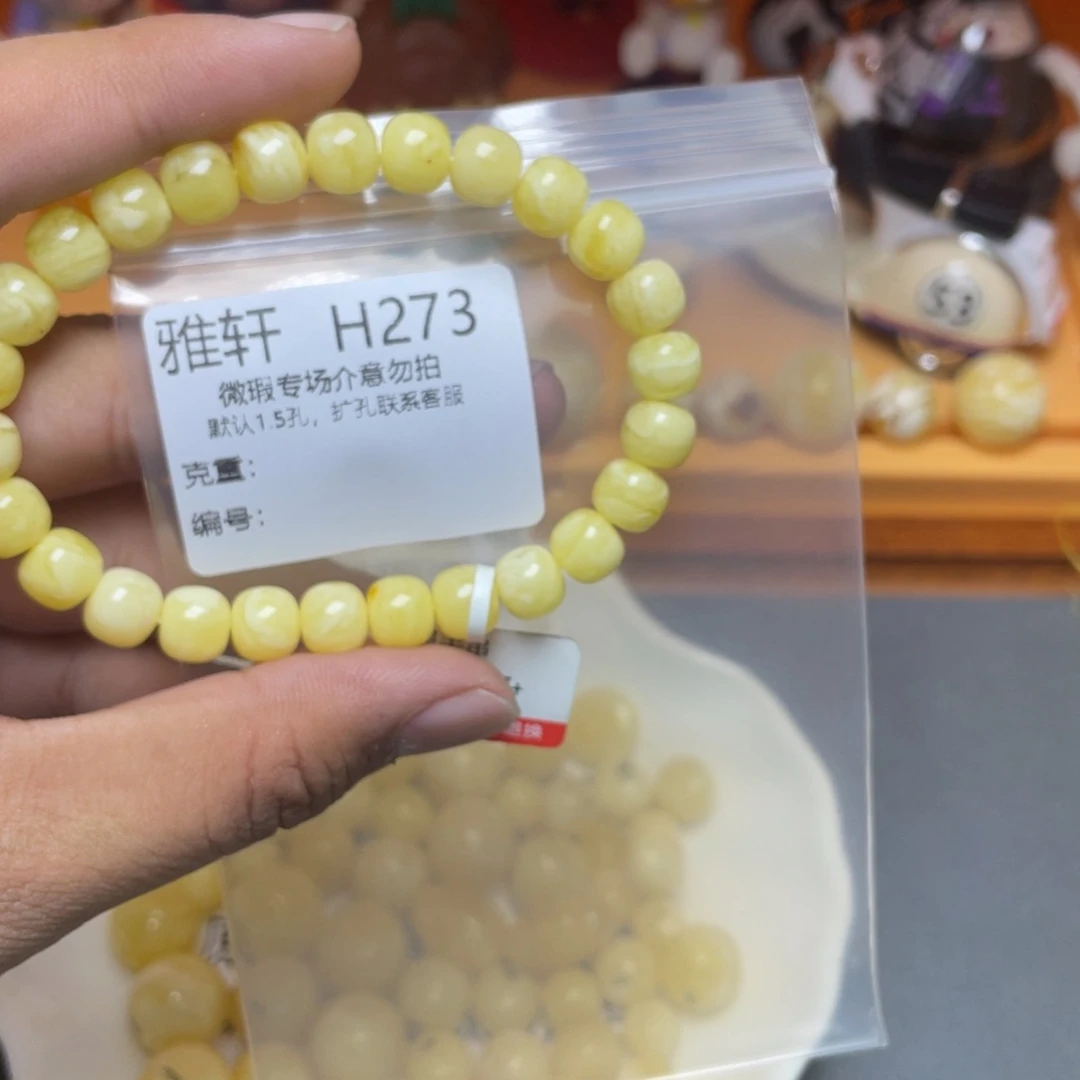 雅轩 H273
微瑕专场介意勿拍
默认1.5孔，扩孔联系客服
克重：
编号：
53